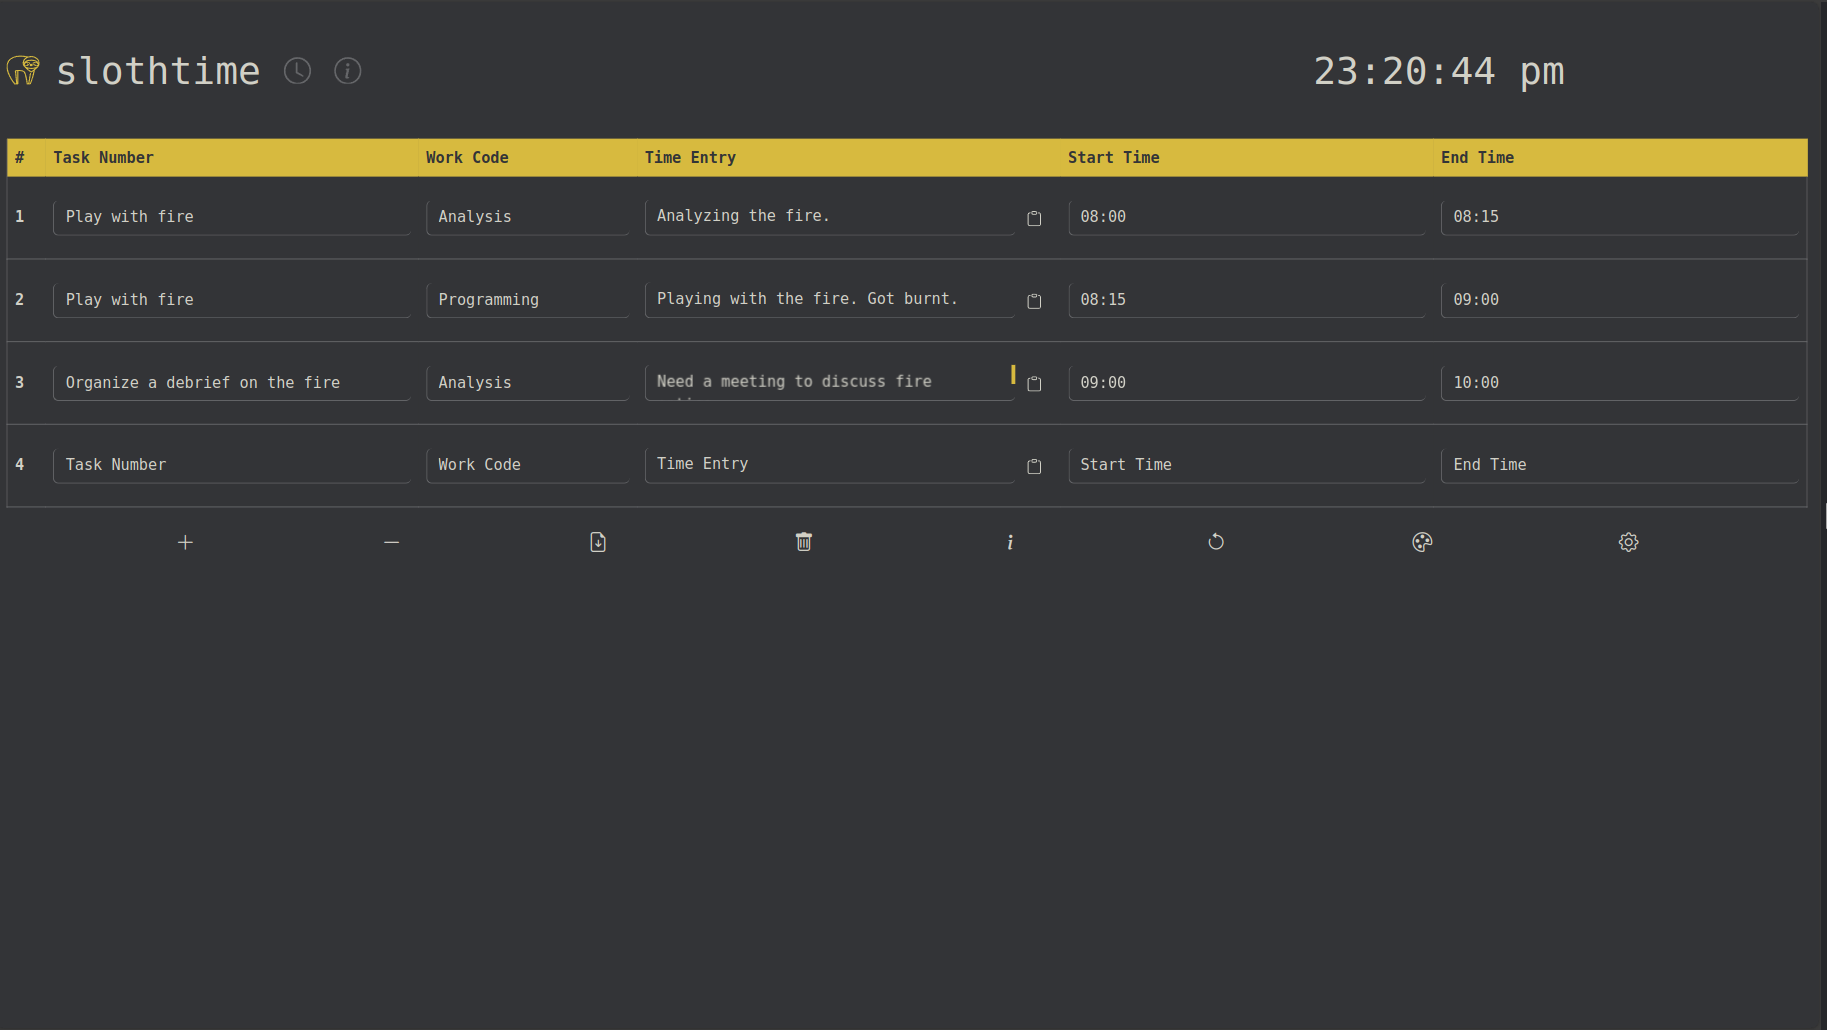 slothtime 23:20:44 pm
# Task Number Work Code Time Entry Start Time End Time
1 Play with fire Analysis Analyzing the fire. 08:00 08:15
2 Play with fire Programming Playing with the fire. Got burnt. 08:15 09:00
3 Organize a debrief on the fire Analysis Need a meeting to discuss fire 09:00 10:00
4 Task Number Work Code Time Entry Start Time End Time